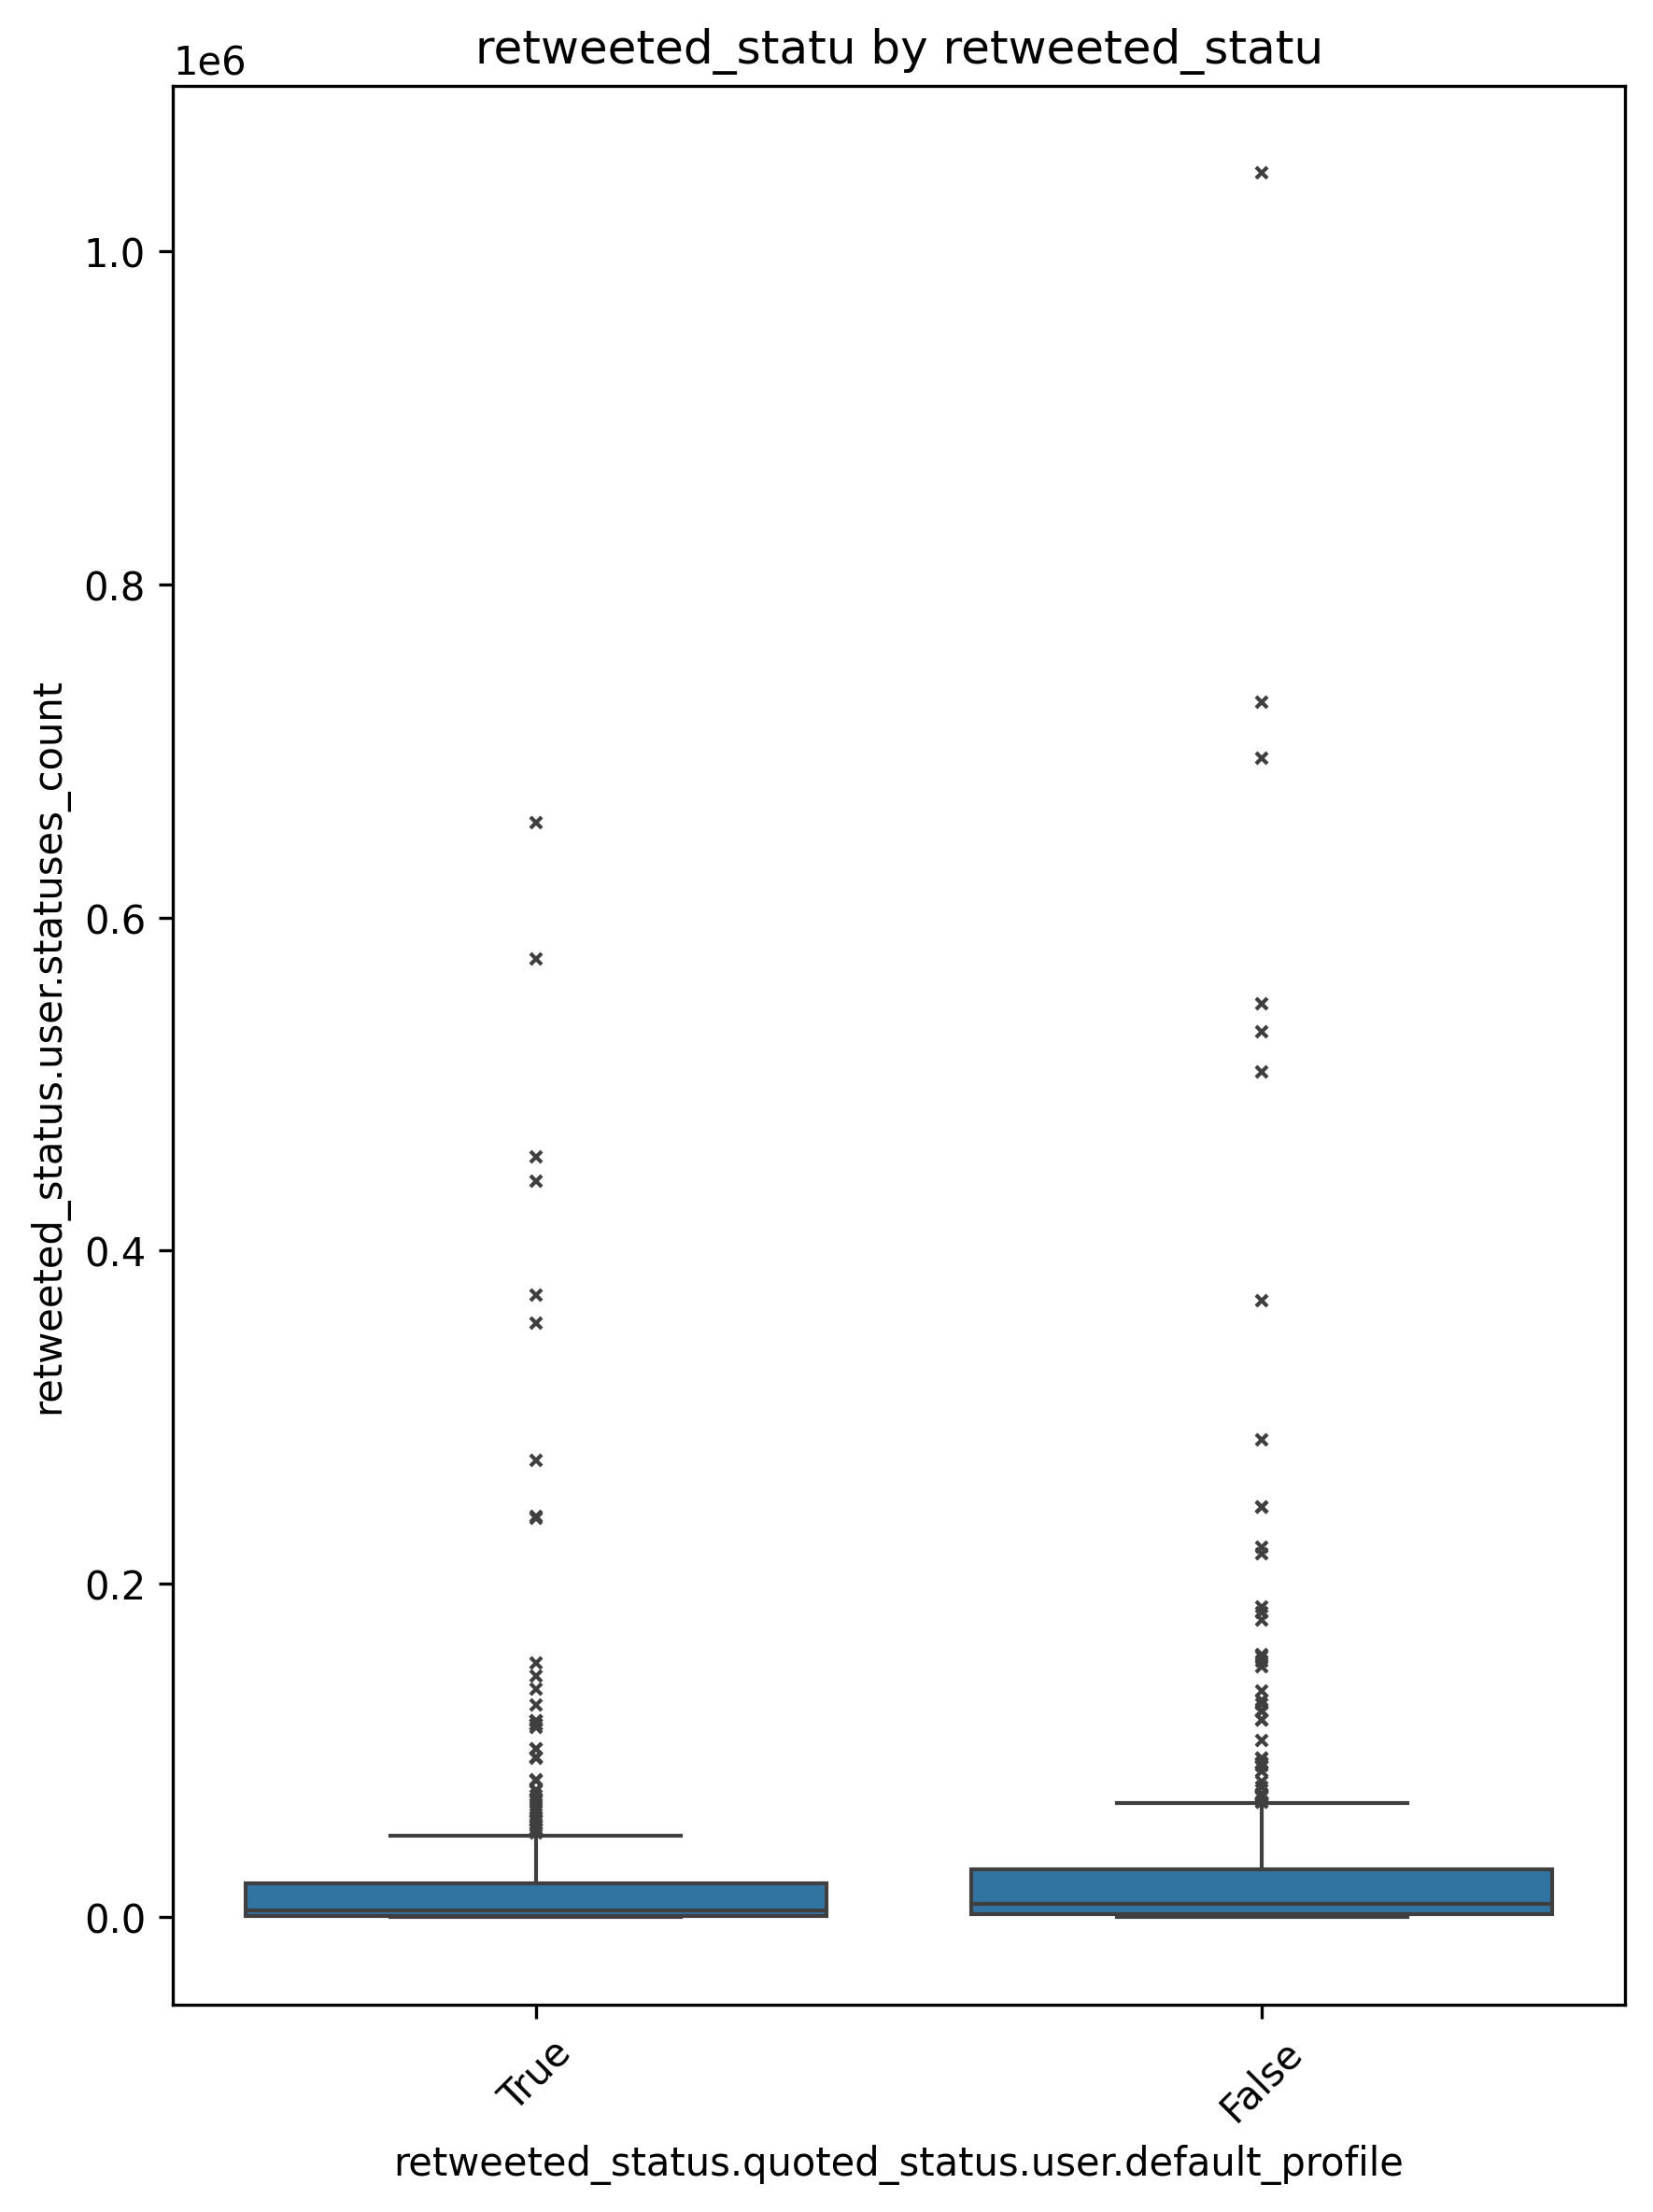 retweeted_statu by retweeted_statu
1e6
1.0
0.8
0.6
0.4
0.2
0.0
retweeted_status.user.statuses_count
True
False
retweeted_status.quoted_status.user.default_profile